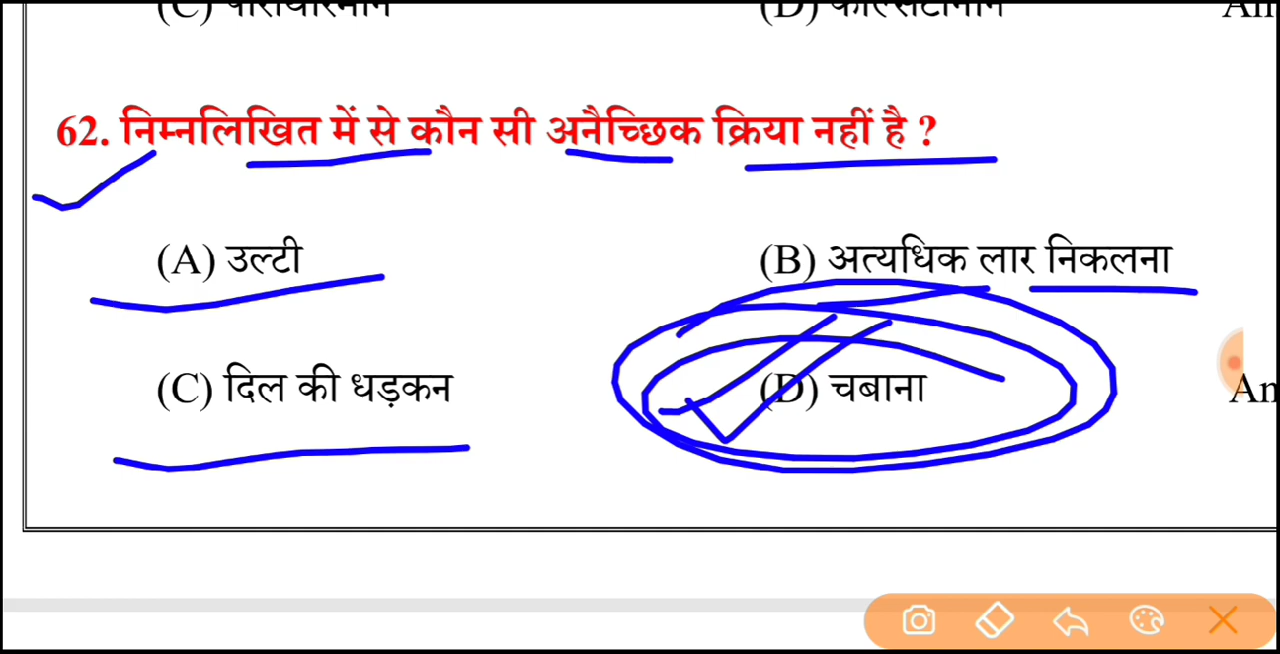 (C)
(D)
62. निम्नलिखित में से कौन सी अनैच्छिक क्रिया नहीं है ?
(A) उल्टी (B) अत्यधिक लार निकलना
(C) दिल की धड़कन (D) चबाना